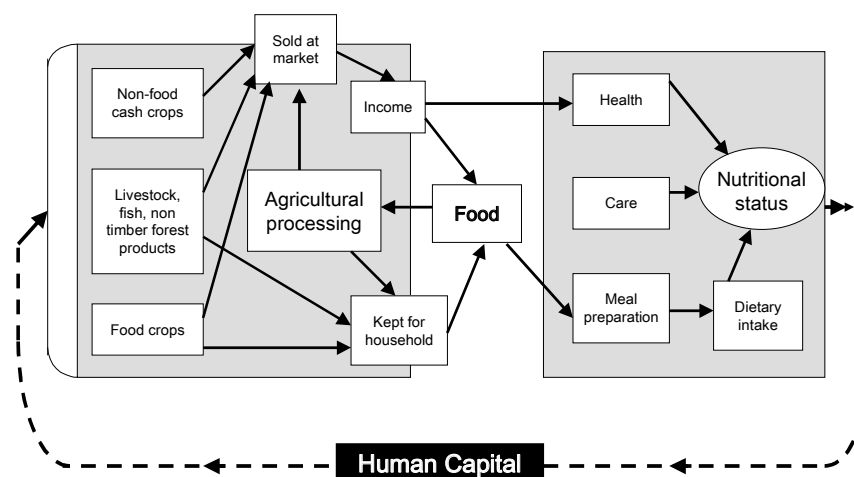 Sold at
market
Non-food
cash crops
Income
Health
Livestock,
fish, non
timber forest
products
Agricultural
processing
Food
Care
Nutritional
status
Food crops
Kept for
household
Meal
preparation
Dietary
intake
Human Capital